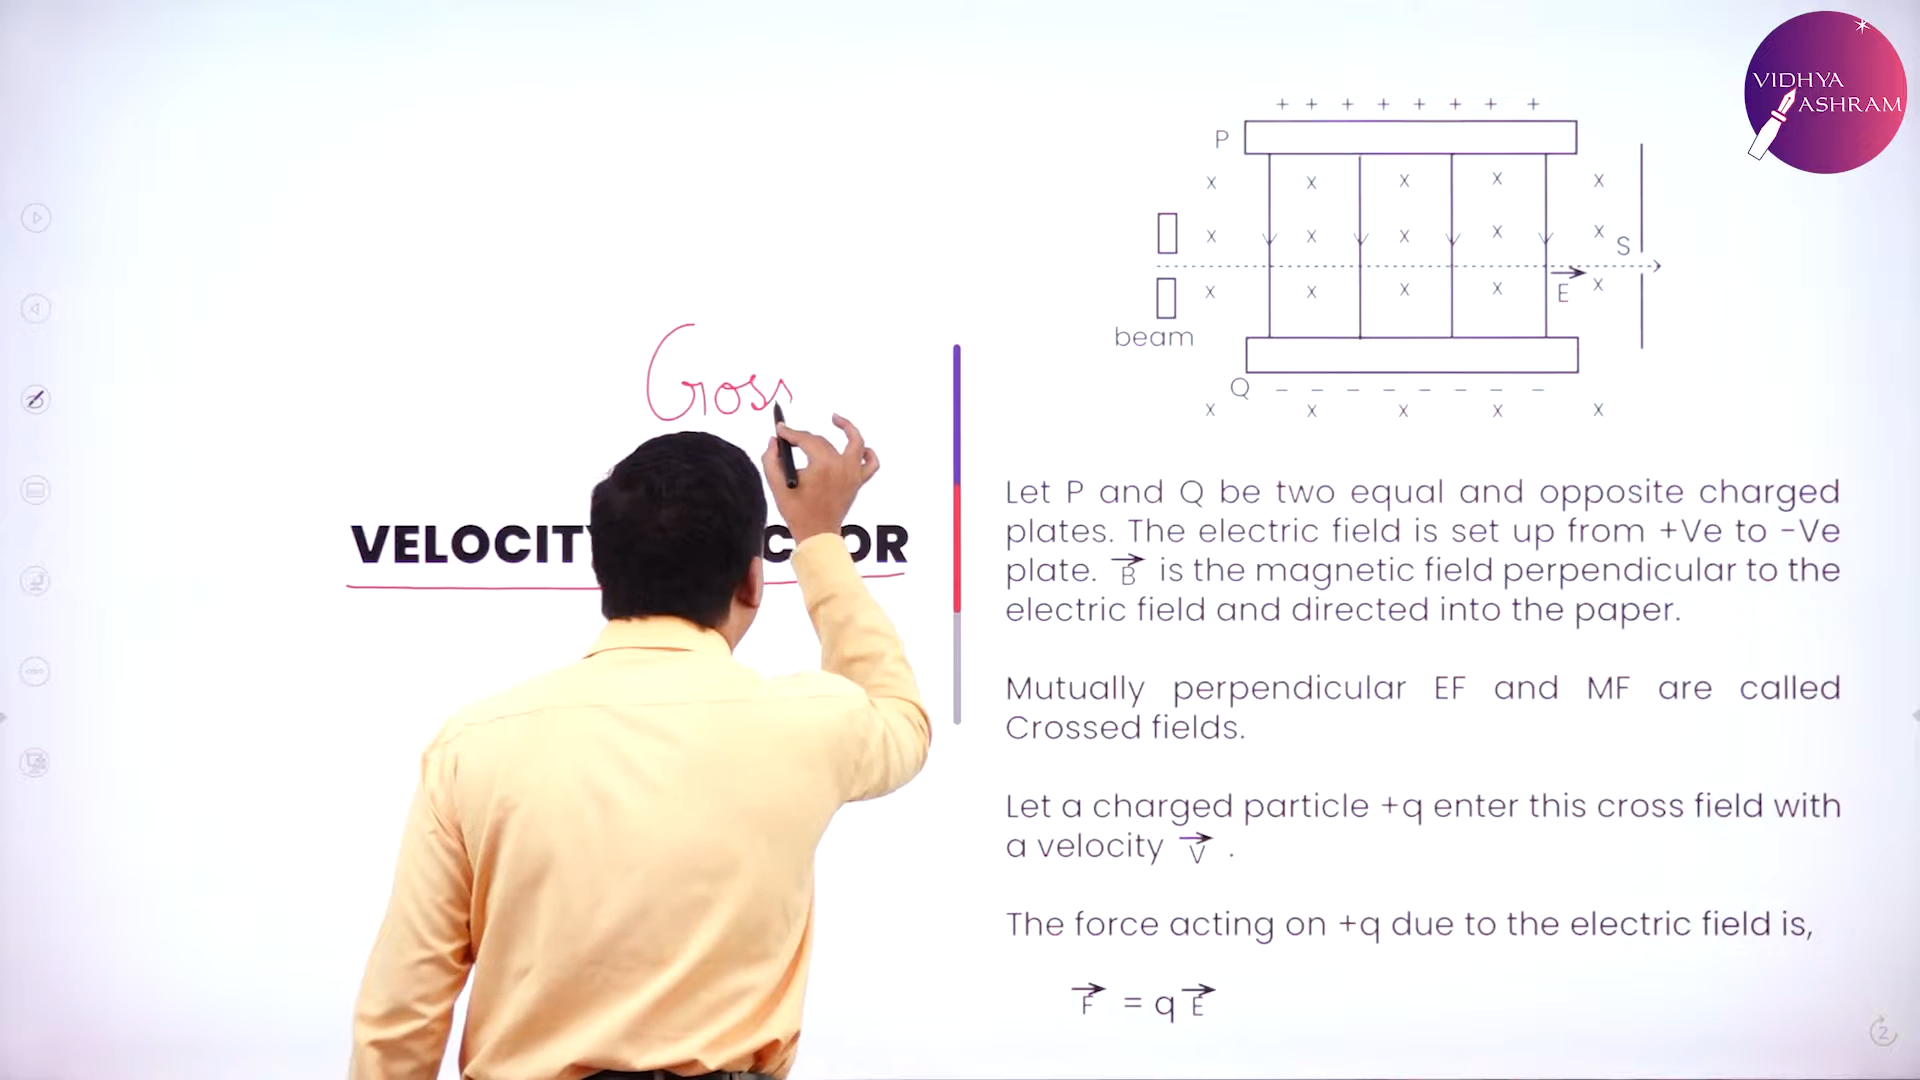 VIDHYA
ASHRAM
+ + + + + + + +
P
x x x x x
x x x x x
S
x x x x x
E
beam
Q − − − − − − − −
x x x x x
Cross
VELOCITY
Let P and Q be two equal and opposite charged
plates. The electric field is set up from +Ve to -Ve
plate. B is the magnetic field perpendicular to the
electric field and directed into the paper.
Mutually perpendicular EF and MF are called
Crossed fields.
Let a charged particle +q enter this cross field with
a velocity V .
The force acting on +q due to the electric field is,
F = q E
2